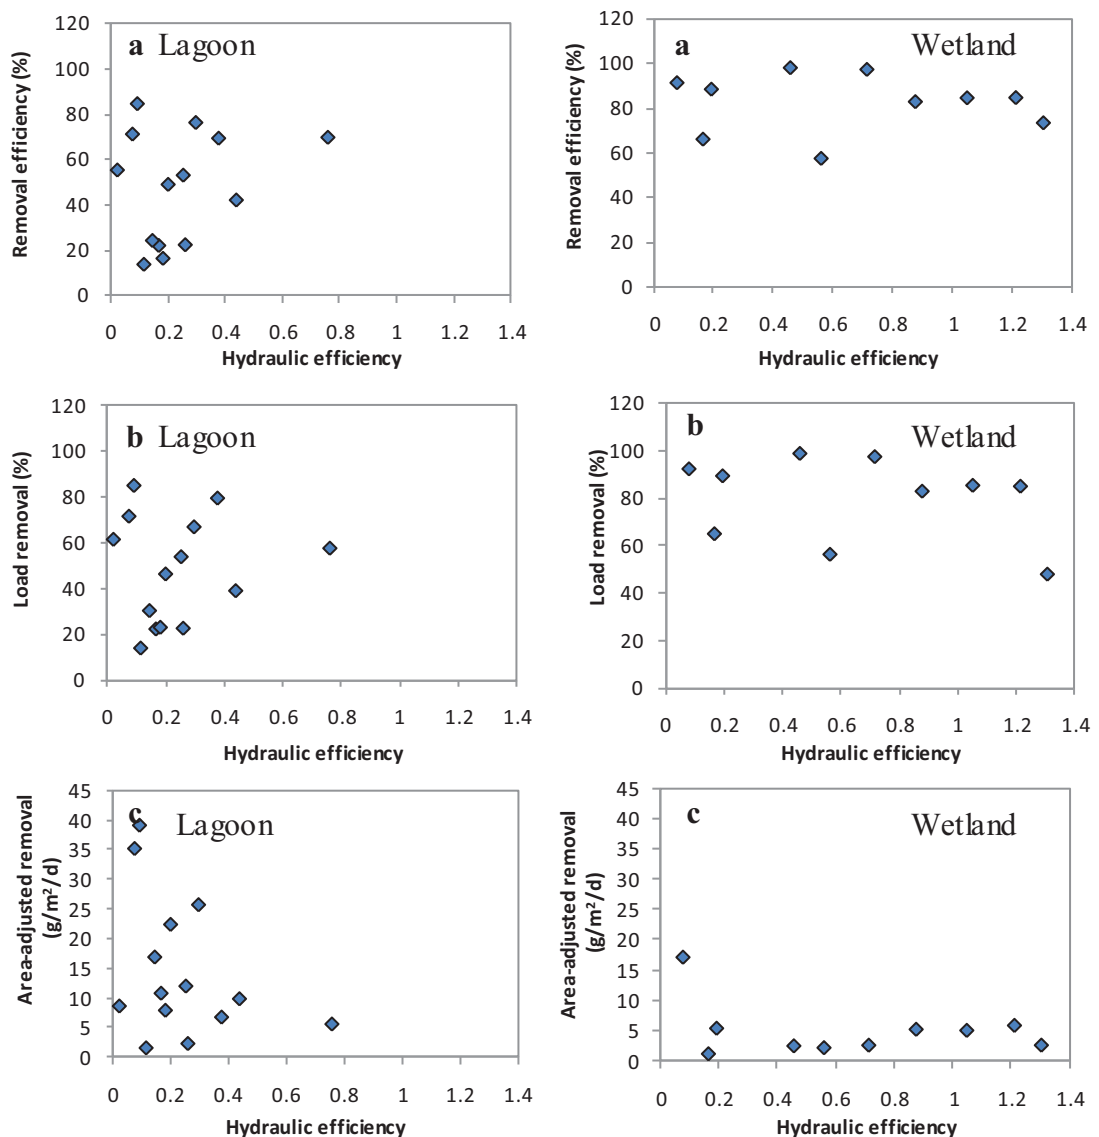 a Lagoon
Removal efficiency (%)
120
100
80
60
40
20
0
0 0.2 0.4 0.6 0.8 1 1.2 1.4
Hydraulic efficiency
a Wetland
Removal efficiency (%)
120
100
80
60
40
20
0
0 0.2 0.4 0.6 0.8 1 1.2 1.4
Hydraulic efficiency
b Lagoon
Load removal (%)
120
100
80
60
40
20
0
0 0.2 0.4 0.6 0.8 1 1.2 1.4
Hydraulic efficiency
b Wetland
Load removal (%)
120
100
80
60
40
20
0
0 0.2 0.4 0.6 0.8 1 1.2 1.4
Hydraulic efficiency
c Lagoon
Area-adjusted removal
(g/m²/d)
45
40
35
30
25
20
15
10
5
0
0 0.2 0.4 0.6 0.8 1 1.2 1.4
Hydraulic efficiency
c Wetland
Area-adjusted removal
(g/m²/d)
45
40
35
30
25
20
15
10
5
0
0 0.2 0.4 0.6 0.8 1 1.2 1.4
Hydraulic efficiency